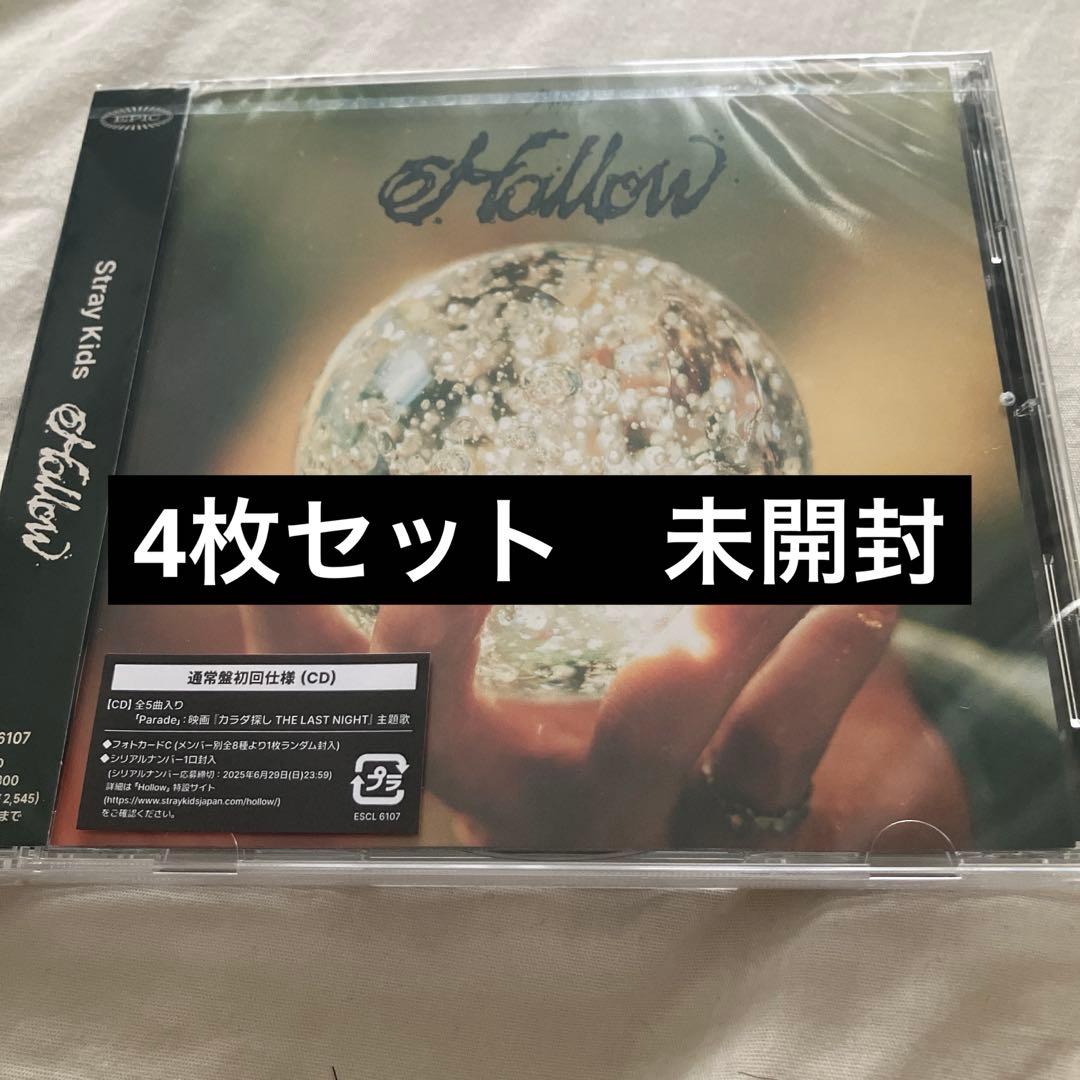 EPIC
Hollow
Stray Kids
Hollow
4枚セット 未開封
通常盤初回仕様 (CD)
【CD】全5曲入り
「Parade」:映画『カラダ探し THE LAST NIGHT』主題歌
◆フォトカードC (メンバー別全8種より1枚ランダム封入)
◆シリアルナンバー1口封入
(シリアルナンバー応募締切:2025年6月29日(日)23:59)
詳細は「Hollow」特設サイト
(https://www.straykidsjapan.com/hollow/)
をご確認ください。
プラ
ESCL 6107
6107
2,545)
まで